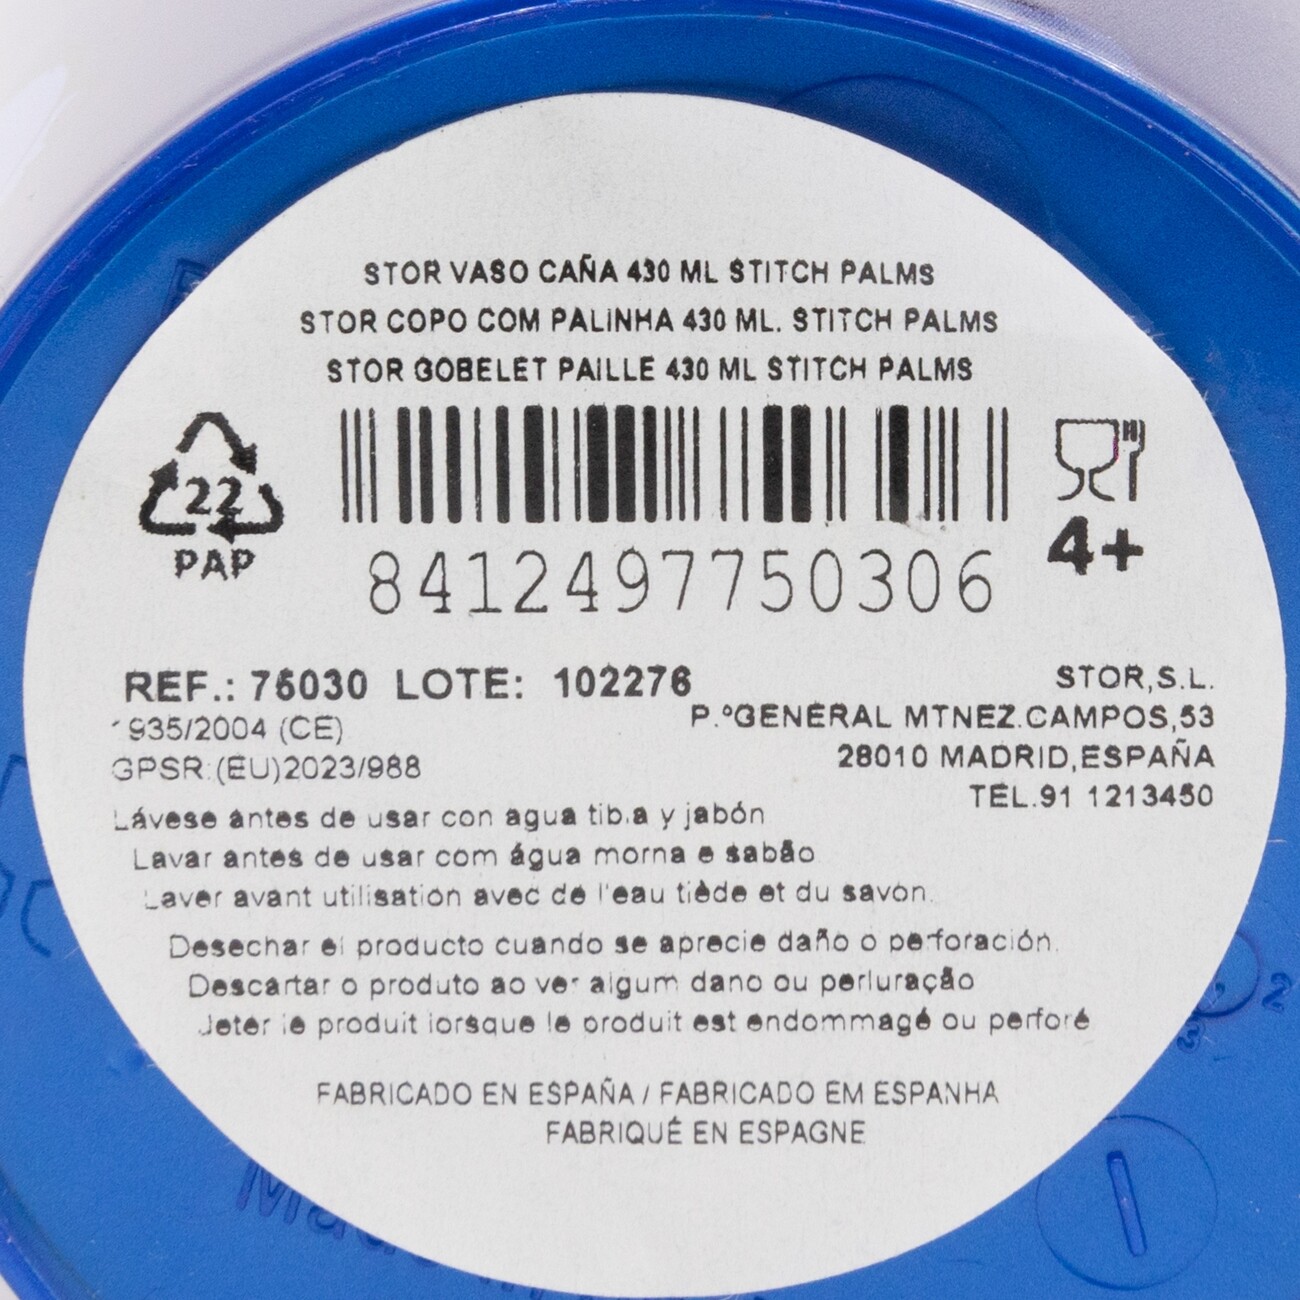 STOR VASO CAÑA 430 ML STITCH PALMS
STOR COPO COM PALINHA 430 ML. STITCH PALMS
STOR GOBELET PAILLE 430 ML STITCH PALMS
22
PAP
8412497750306
4+
REF.: 75030 LOTE: 102276
1935/2004 (CE)
GPSR:(EU)2023/988
STOR,S.L.
P.ºGENERAL MTNEZ.CAMPOS,53
28010 MADRID,ESPAÑA
TEL.91 1213450
Lávese antes de usar con agua tibia y jabón
Lavar antes de usar com água morna e sabão
Laver avant utilisation avec de l'eau tiède et du savon.
Desechar el producto cuando se aprecie daño o perforación.
Descartar o produto ao ver algum dano ou perfuração
Jeter le produit lorsque le produit est endommagé ou perforé
FABRICADO EN ESPAÑA / FABRICADO EM ESPANHA
FABRIQUÉ EN ESPAGNE